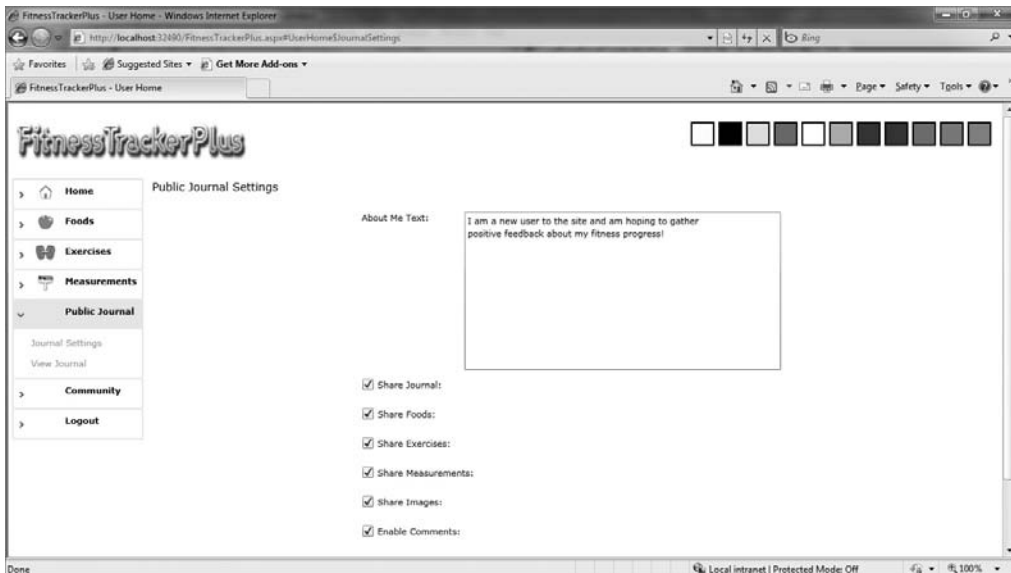 FitnessTrackerPlus - User Home - Windows Internet Explorer
http://localhost:32490/FitnessTrackerPlus.aspx#UserHome$JournalSettings
Bing
Favorites Suggested Sites Get More Add-ons
FitnessTrackerPlus - User Home
Page Safety Tools
FitnessTrackerPlus
Home
Foods
Exercises
Measurements
Public Journal
Journal Settings
View Journal
Community
Logout
Public Journal Settings
About Me Text:
I am a new user to the site and am hoping to gather
positive feedback about my fitness progress!
Share Journal:
Share Foods:
Share Exercises:
Share Measurements:
Share Images:
Enable Comments:
Done
Local intranet | Protected Mode: Off
100%